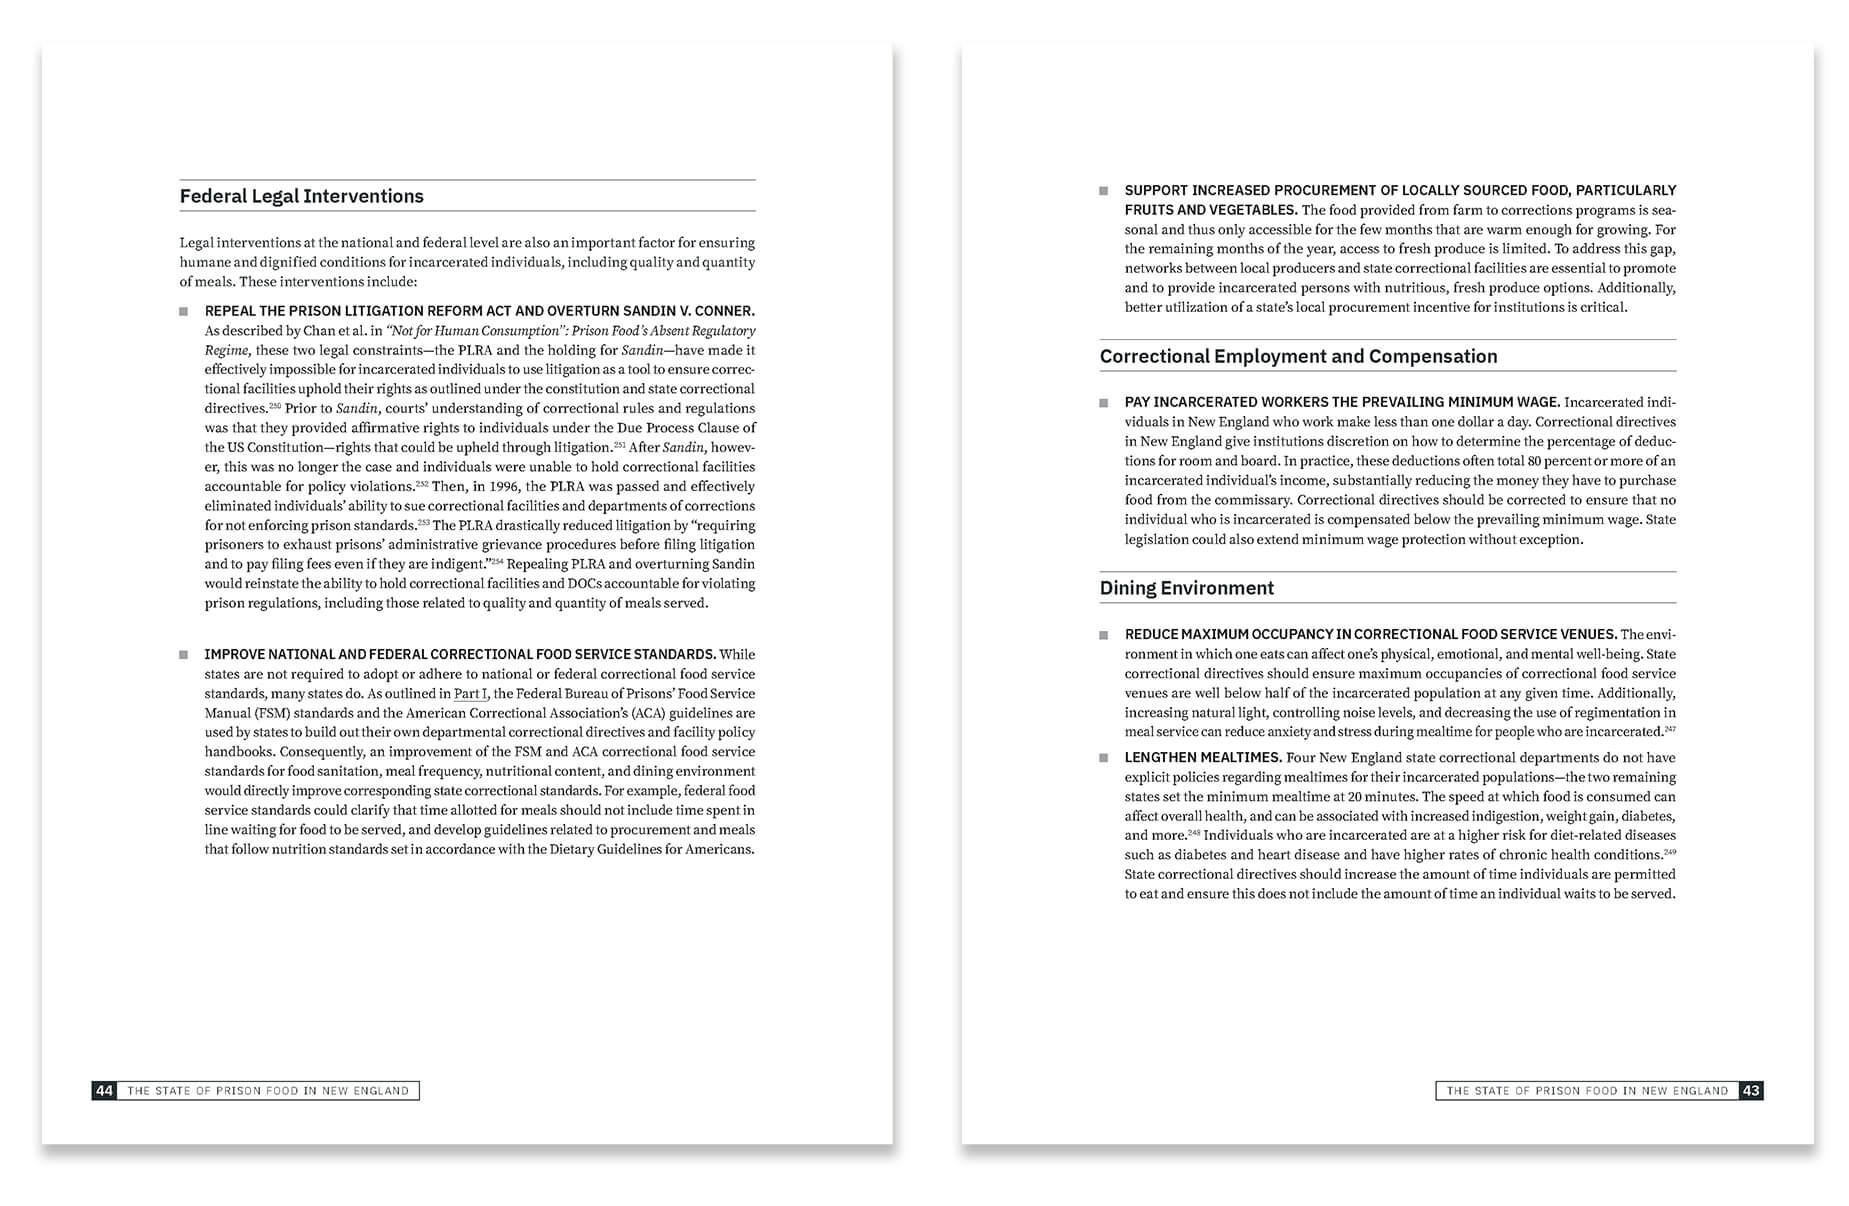 Federal Legal Interventions
Legal interventions at the national and federal level are also an important factor for ensuring
humane and dignified conditions for incarcerated individuals, including quality and quantity
of meals. These interventions include:
REPEAL THE PRISON LITIGATION REFORM ACT AND OVERTURN SANDIN V. CONNER.
As described by Chan et al. in “Not for Human Consumption”: Prison Food’s Absent Regulatory
Regime, these two legal constraints—the PLRA and the holding for Sandin—have made it
effectively impossible for incarcerated individuals to use litigation as a tool to ensure correc-
tional facilities uphold their rights as outlined under the constitution and state correctional
directives.250 Prior to Sandin, courts’ understanding of correctional rules and regulations
was that they provided affirmative rights to individuals under the Due Process Clause of
the US Constitution—rights that could be upheld through litigation.251 After Sandin, howev-
er, this was no longer the case and individuals were unable to hold correctional facilities
accountable for policy violations.252 Then, in 1996, the PLRA was passed and effectively
eliminated individuals’ ability to sue correctional facilities and departments of corrections
for not enforcing prison standards.253 The PLRA drastically reduced litigation by “requiring
prisoners to exhaust prisons’ administrative grievance procedures before filing litigation
and to pay filing fees even if they are indigent.”254 Repealing PLRA and overturning Sandin
would reinstate the ability to hold correctional facilities and DOCs accountable for violating
prison regulations, including those related to quality and quantity of meals served.
IMPROVE NATIONAL AND FEDERAL CORRECTIONAL FOOD SERVICE STANDARDS. While
states are not required to adopt or adhere to national or federal correctional food service
standards, many states do. As outlined in Part I, the Federal Bureau of Prisons’ Food Service
Manual (FSM) standards and the American Correctional Association’s (ACA) guidelines are
used by states to build out their own departmental correctional directives and facility policy
handbooks. Consequently, an improvement of the FSM and ACA correctional food service
standards for food sanitation, meal frequency, nutritional content, and dining environment
would directly improve corresponding state correctional standards. For example, federal food
service standards could clarify that time allotted for meals should not include time spent in
line waiting for food to be served, and develop guidelines related to procurement and meals
that follow nutrition standards set in accordance with the Dietary Guidelines for Americans.
44 THE STATE OF PRISON FOOD IN NEW ENGLAND
SUPPORT INCREASED PROCUREMENT OF LOCALLY SOURCED FOOD, PARTICULARLY
FRUITS AND VEGETABLES. The food provided from farm to corrections programs is sea-
sonal and thus only accessible for the few months that are warm enough for growing. For
the remaining months of the year, access to fresh produce is limited. To address this gap,
networks between local producers and state correctional facilities are essential to promote
and to provide incarcerated persons with nutritious, fresh produce options. Additionally,
better utilization of a state’s local procurement incentive for institutions is critical.
Correctional Employment and Compensation
PAY INCARCERATED WORKERS THE PREVAILING MINIMUM WAGE. Incarcerated indi-
viduals in New England who work make less than one dollar a day. Correctional directives
in New England give institutions discretion on how to determine the percentage of deduc-
tions for room and board. In practice, these deductions often total 80 percent or more of an
incarcerated individual’s income, substantially reducing the money they have to purchase
food from the commissary. Correctional directives should be corrected to ensure that no
individual who is incarcerated is compensated below the prevailing minimum wage. State
legislation could also extend minimum wage protection without exception.
Dining Environment
REDUCE MAXIMUM OCCUPANCY IN CORRECTIONAL FOOD SERVICE VENUES. The envi-
ronment in which one eats can affect one’s physical, emotional, and mental well-being. State
correctional directives should ensure maximum occupancies of correctional food service
venues are well below half of the incarcerated population at any given time. Additionally,
increasing natural light, controlling noise levels, and decreasing the use of regimentation in
meal service can reduce anxiety and stress during mealtime for people who are incarcerated.247
LENGTHEN MEALTIMES. Four New England state correctional departments do not have
explicit policies regarding mealtimes for their incarcerated populations—the two remaining
states set the minimum mealtime at 20 minutes. The speed at which food is consumed can
affect overall health, and can be associated with increased indigestion, weight gain, diabetes,
and more.248 Individuals who are incarcerated are at a higher risk for diet-related diseases
such as diabetes and heart disease and have higher rates of chronic health conditions.249
State correctional directives should increase the amount of time individuals are permitted
to eat and ensure this does not include the amount of time an individual waits to be served.
THE STATE OF PRISON FOOD IN NEW ENGLAND 43